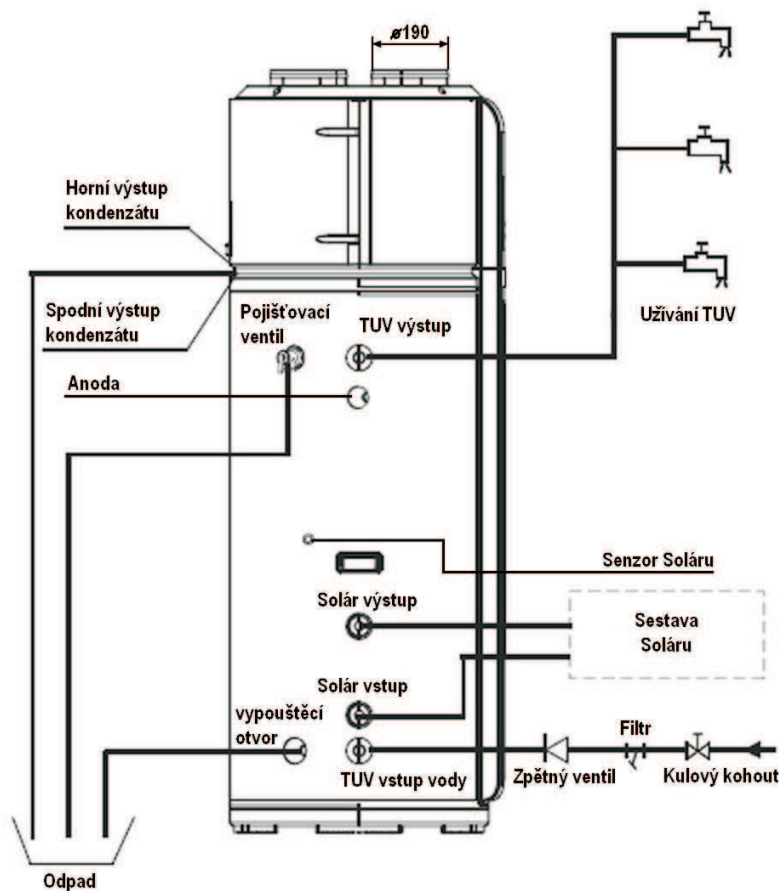 ø190
Horní výstup
kondenzátu
Spodní výstup
kondenzátu
Pojišťovací
ventil
TUV výstup
Užívání TUV
Anoda
Senzor Soláru
Solár výstup
Sestava
Soláru
Solár vstup
vypouštěcí
otvor
Filtr
TUV vstup vody
Zpětný ventil
Kulový kohout
Odpad